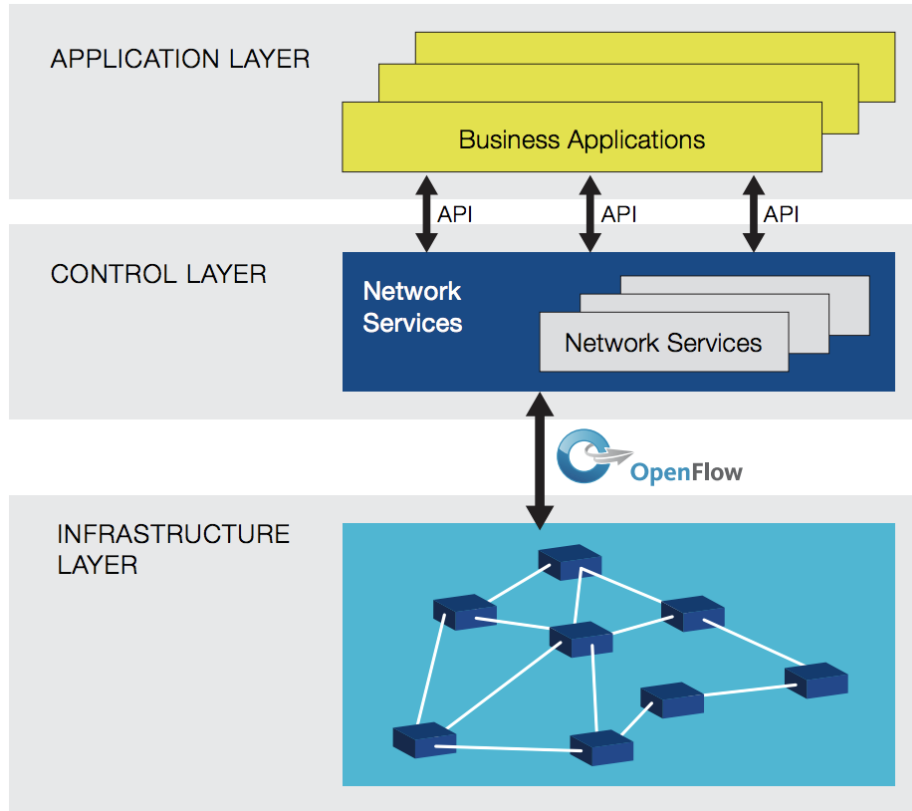 APPLICATION LAYER
Business Applications
API
API
API
CONTROL LAYER
Network
Services
Network Services
OpenFlow
INFRASTRUCTURE
LAYER